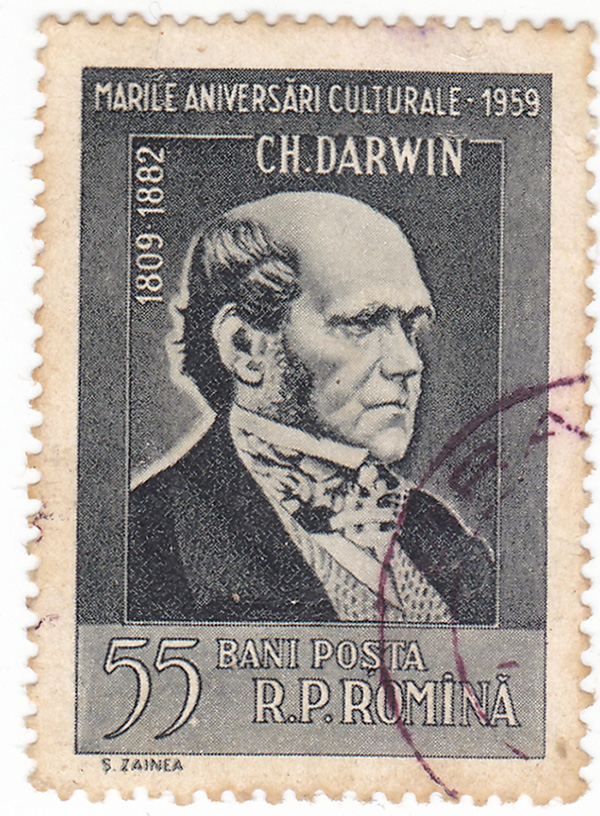 MARILE ANIVERSĂRI CULTURALE - 1959
CH. DARWIN
1809 · 1882
55 BANI POȘTA
R.P. ROMÎNĂ
Ș. ZAINEA